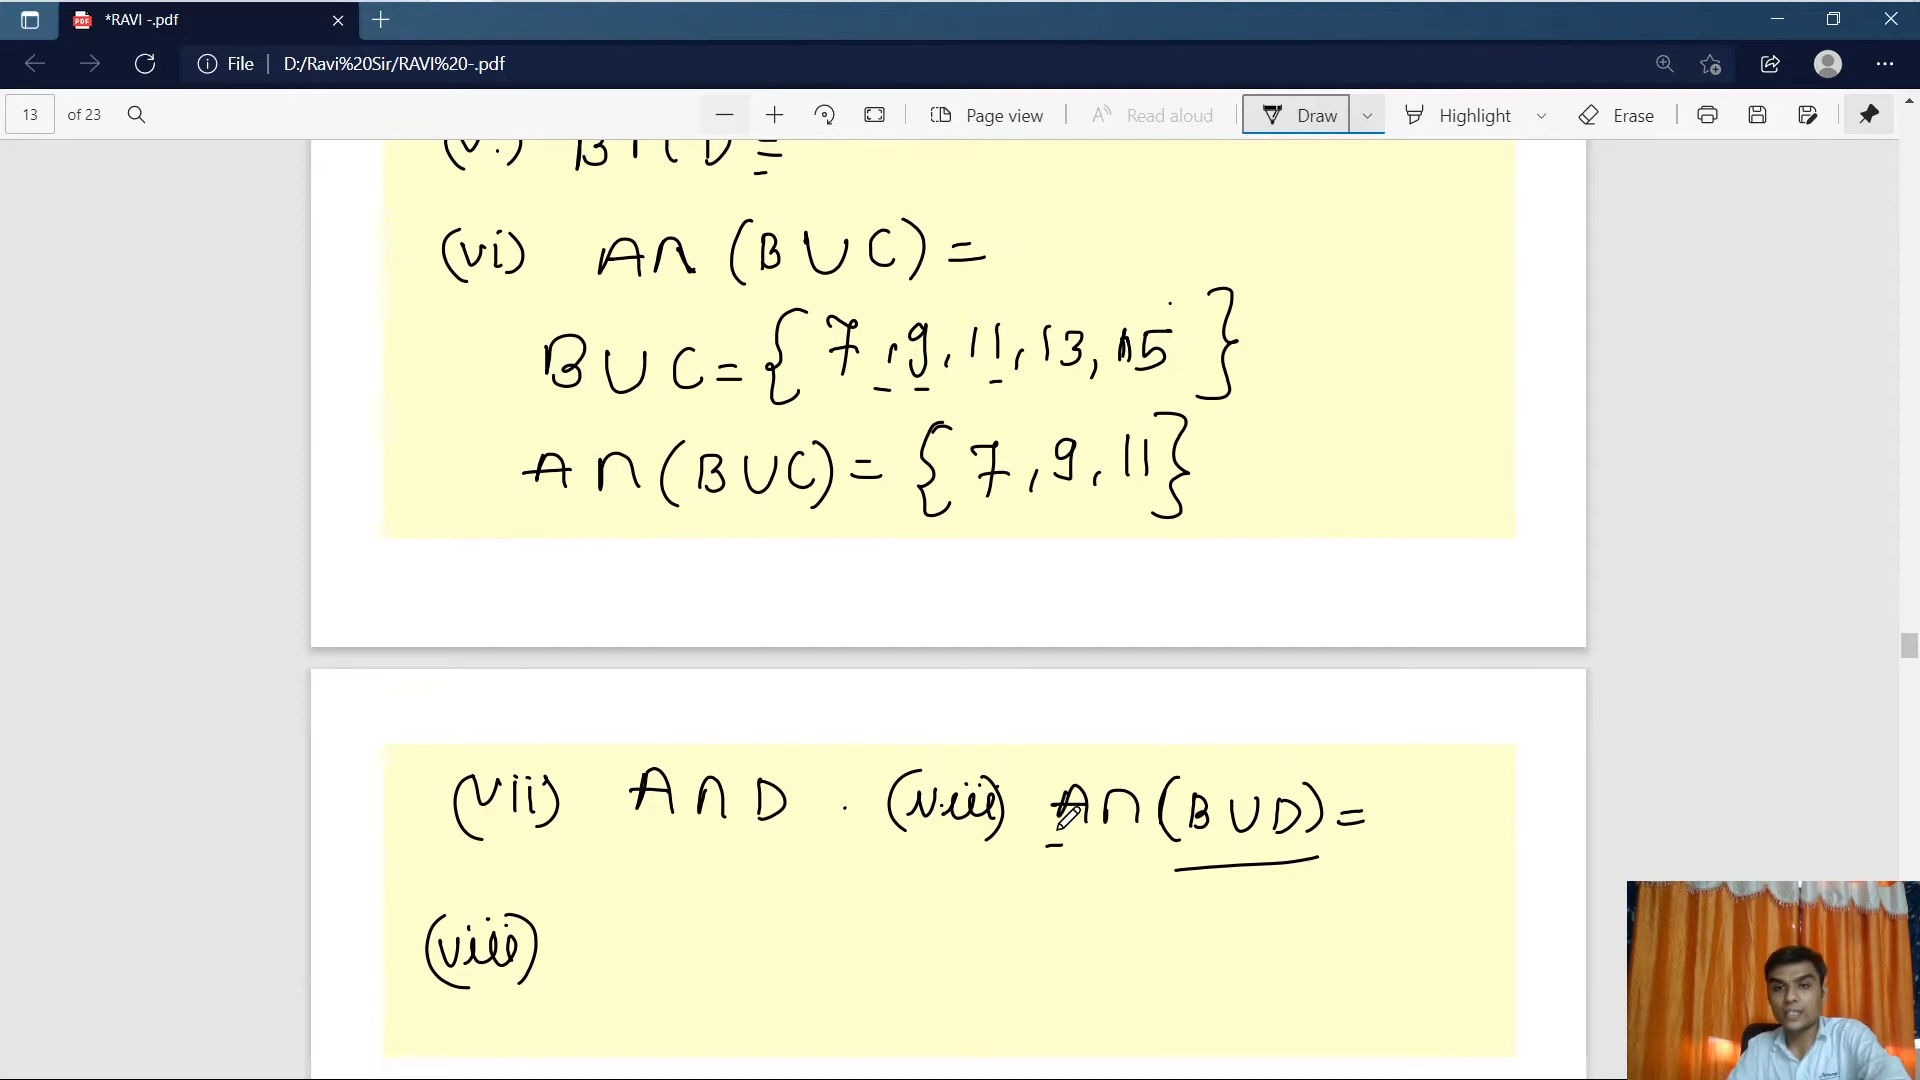 *RAVI -.pdf
File D:/Ravi%20Sir/RAVI%20-.pdf
13 of 23 Page view Read aloud Draw Highlight Erase
(v.) B∩D=
(vi) A∩(B∪C)=
B∪C={7,9,11,13,15}
A∩(B∪C)={7,9,11}
(vii) A∩D . (viii) A∩(B∪D)=
(viii)